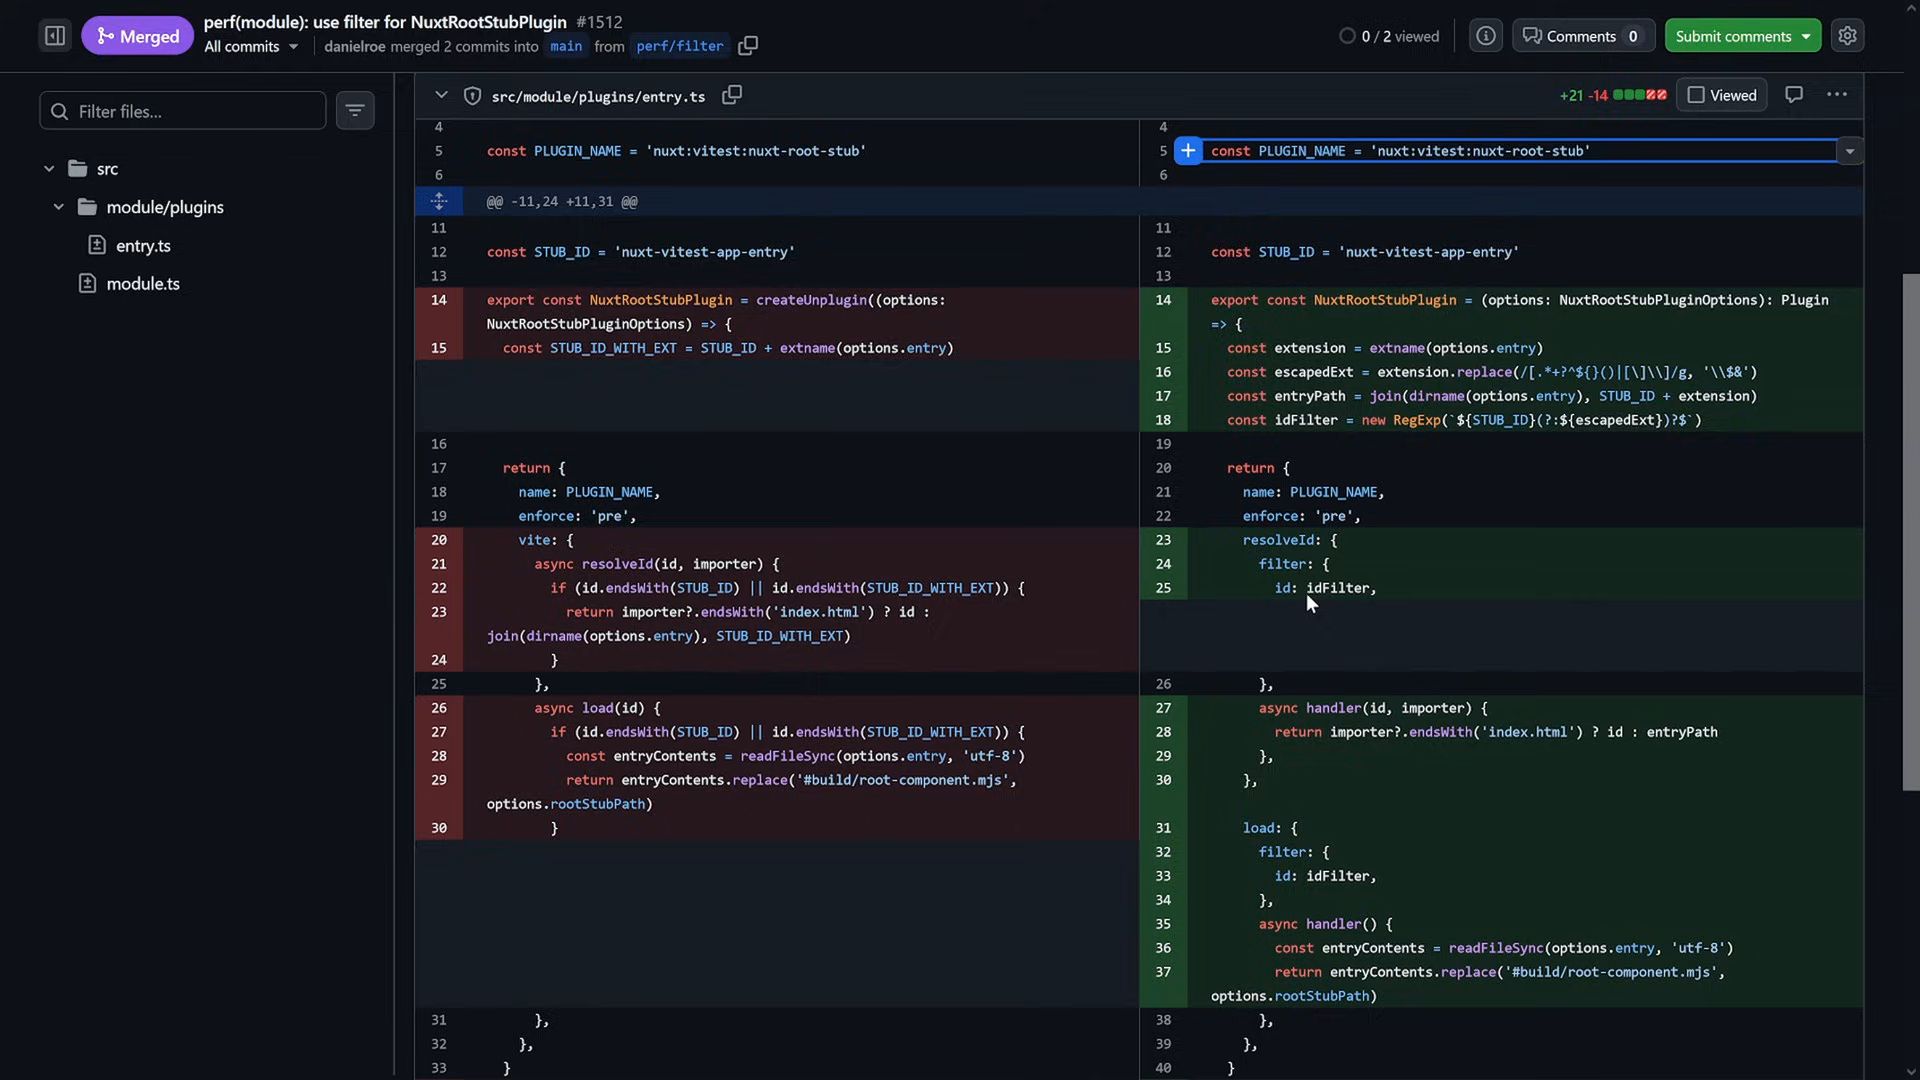 Merged
perf(module): use filter for NuxtRootStubPlugin #1512
All commits
danielroe merged 2 commits into main from perf/filter
0 / 2 viewed
Comments 0
Submit comments
Filter files...
src
module/plugins
entry.ts
module.ts
src/module/plugins/entry.ts
+21 -14
Viewed
4
5 const PLUGIN_NAME = 'nuxt:vitest:nuxt-root-stub'
6
@@ -11,24 +11,31 @@
11
12 const STUB_ID = 'nuxt-vitest-app-entry'
13
14 export const NuxtRootStubPlugin = createUnplugin((options:
NuxtRootStubPluginOptions) => {
15 const STUB_ID_WITH_EXT = STUB_ID + extname(options.entry)
16
17 return {
18 name: PLUGIN_NAME,
19 enforce: 'pre',
20 vite: {
21 async resolveId(id, importer) {
22 if (id.endsWith(STUB_ID) || id.endsWith(STUB_ID_WITH_EXT)) {
23 return importer?.endsWith('index.html') ? id :
join(dirname(options.entry), STUB_ID_WITH_EXT)
24 }
25 },
26 async load(id) {
27 if (id.endsWith(STUB_ID) || id.endsWith(STUB_ID_WITH_EXT)) {
28 const entryContents = readFileSync(options.entry, 'utf-8')
29 return entryContents.replace('#build/root-component.mjs',
options.rootStubPath)
30 }
31 },
32 },
33 }
4
5 const PLUGIN_NAME = 'nuxt:vitest:nuxt-root-stub'
6
11
12 const STUB_ID = 'nuxt-vitest-app-entry'
13
14 export const NuxtRootStubPlugin = (options: NuxtRootStubPluginOptions): Plugin
=> {
15 const extension = extname(options.entry)
16 const escapedExt = extension.replace(/[.*+?^${}()|[\]\\]/g, '\\$&')
17 const entryPath = join(dirname(options.entry), STUB_ID + extension)
18 const idFilter = new RegExp(`${STUB_ID}(?:${escapedExt})?$`)
19
20 return {
21 name: PLUGIN_NAME,
22 enforce: 'pre',
23 resolveId: {
24 filter: {
25 id: idFilter,
26 },
27 async handler(id, importer) {
28 return importer?.endsWith('index.html') ? id : entryPath
29 },
30 },
31 load: {
32 filter: {
33 id: idFilter,
34 },
35 async handler() {
36 const entryContents = readFileSync(options.entry, 'utf-8')
37 return entryContents.replace('#build/root-component.mjs',
options.rootStubPath)
38 },
39 },
40 }